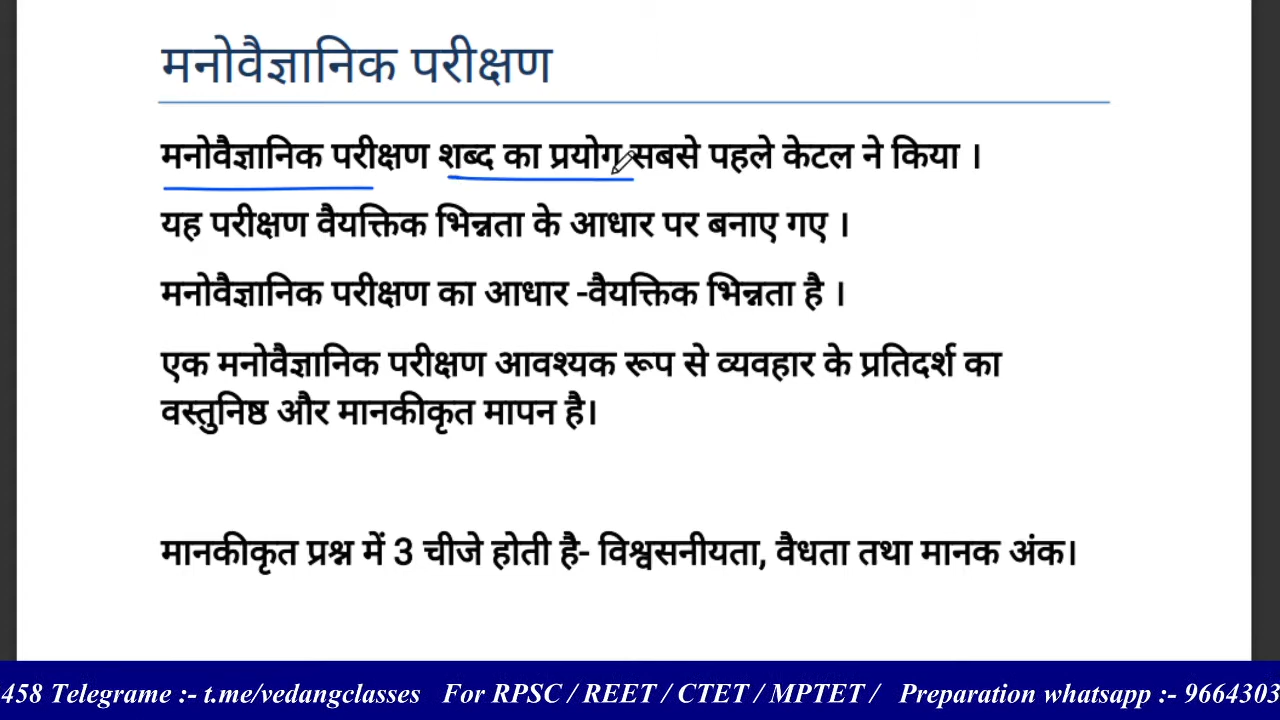 मनोवैज्ञानिक परीक्षण
मनोवैज्ञानिक परीक्षण शब्द का प्रयोग सबसे पहले केटल ने किया ।
यह परीक्षण वैयक्तिक भिन्नता के आधार पर बनाए गए ।
मनोवैज्ञानिक परीक्षण का आधार -वैयक्तिक भिन्नता है ।
एक मनोवैज्ञानिक परीक्षण आवश्यक रूप से व्यवहार के प्रतिदर्श का
वस्तुनिष्ठ और मानकीकृत मापन है।
मानकीकृत प्रश्न में 3 चीजे होती है- विश्वसनीयता, वैधता तथा मानक अंक।
458 Telegrame :- t.me/vedangclasses For RPSC / REET / CTET / MPTET / Preparation whatsapp :- 9664303